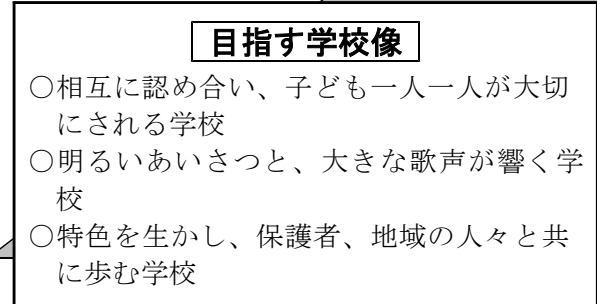 目指す学校像
○相互に認め合い、子ども一人一人が大切
にされる学校
○明るいあいさつと、大きな歌声が響く学
校
○特色を生かし、保護者、地域の人々と共
に歩む学校